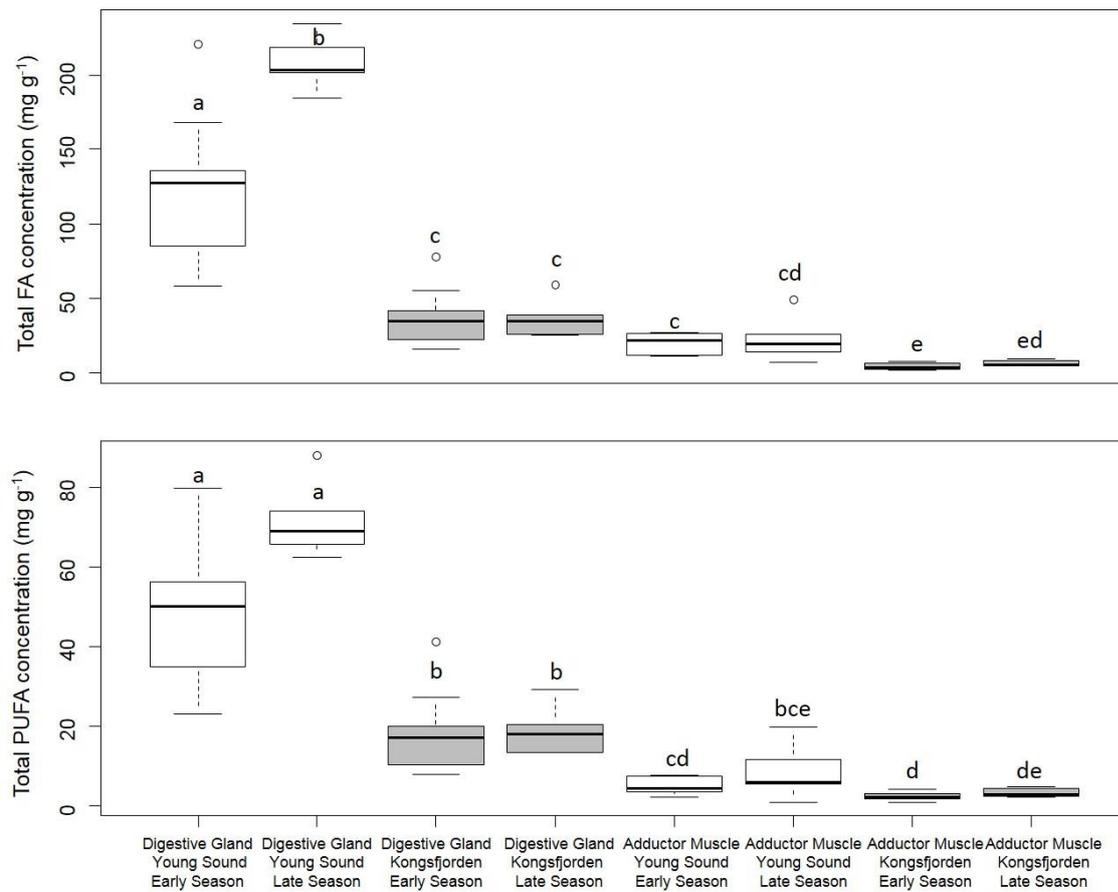 Total FA concentration (mg g⁻¹)
200
150
100
50
0
a
b
c
c
c
cd
e
ed
Total PUFA concentration (mg g⁻¹)
80
60
40
20
0
a
a
b
b
cd
bce
d
de
Digestive Gland
Young Sound
Early Season
Digestive Gland
Young Sound
Late Season
Digestive Gland
Kongsfjorden
Early Season
Digestive Gland
Kongsfjorden
Late Season
Adductor Muscle
Young Sound
Early Season
Adductor Muscle
Young Sound
Late Season
Adductor Muscle
Kongsfjorden
Early Season
Adductor Muscle
Kongsfjorden
Late Season